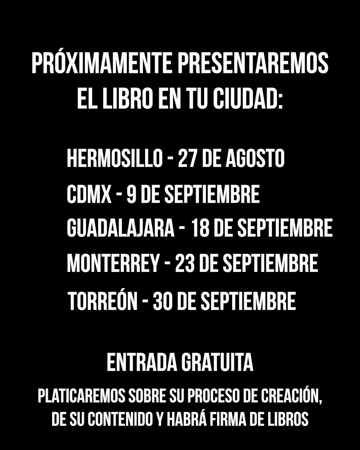 PRÓXIMAMENTE PRESENTAREMOS
EL LIBRO EN TU CIUDAD:
HERMOSILLO - 27 DE AGOSTO
CDMX - 9 DE SEPTIEMBRE
GUADALAJARA - 18 DE SEPTIEMBRE
MONTERREY - 23 DE SEPTIEMBRE
TORREÓN - 30 DE SEPTIEMBRE
ENTRADA GRATUITA
PLATICAREMOS SOBRE SU PROCESO DE CREACIÓN,
DE SU CONTENIDO Y HABRÁ FIRMA DE LIBROS